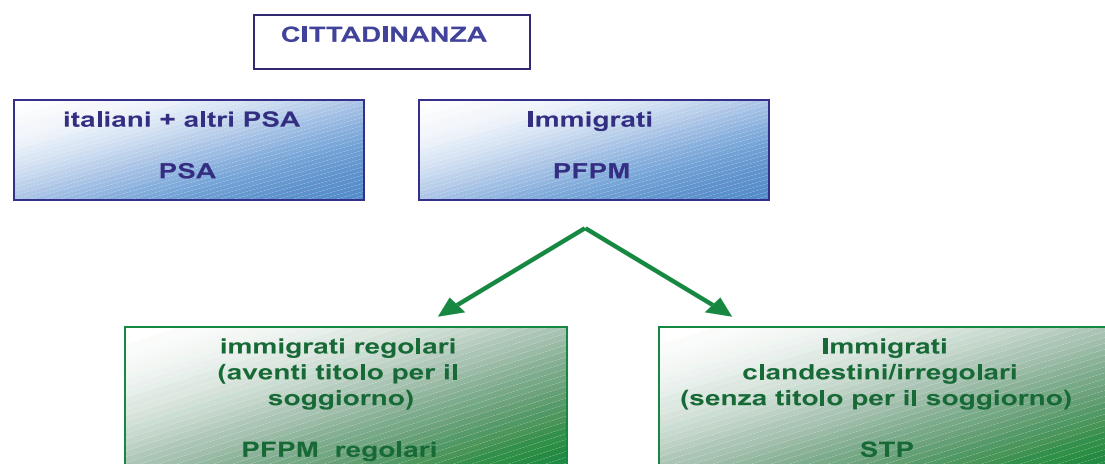 CITTADINANZA
italiani + altri PSA
PSA
Immigrati
PFPM
immigrati regolari
(aventi titolo per il
soggiorno)
PFPM regolari
Immigrati
clandestini/irregolari
(senza titolo per il soggiorno)
STP